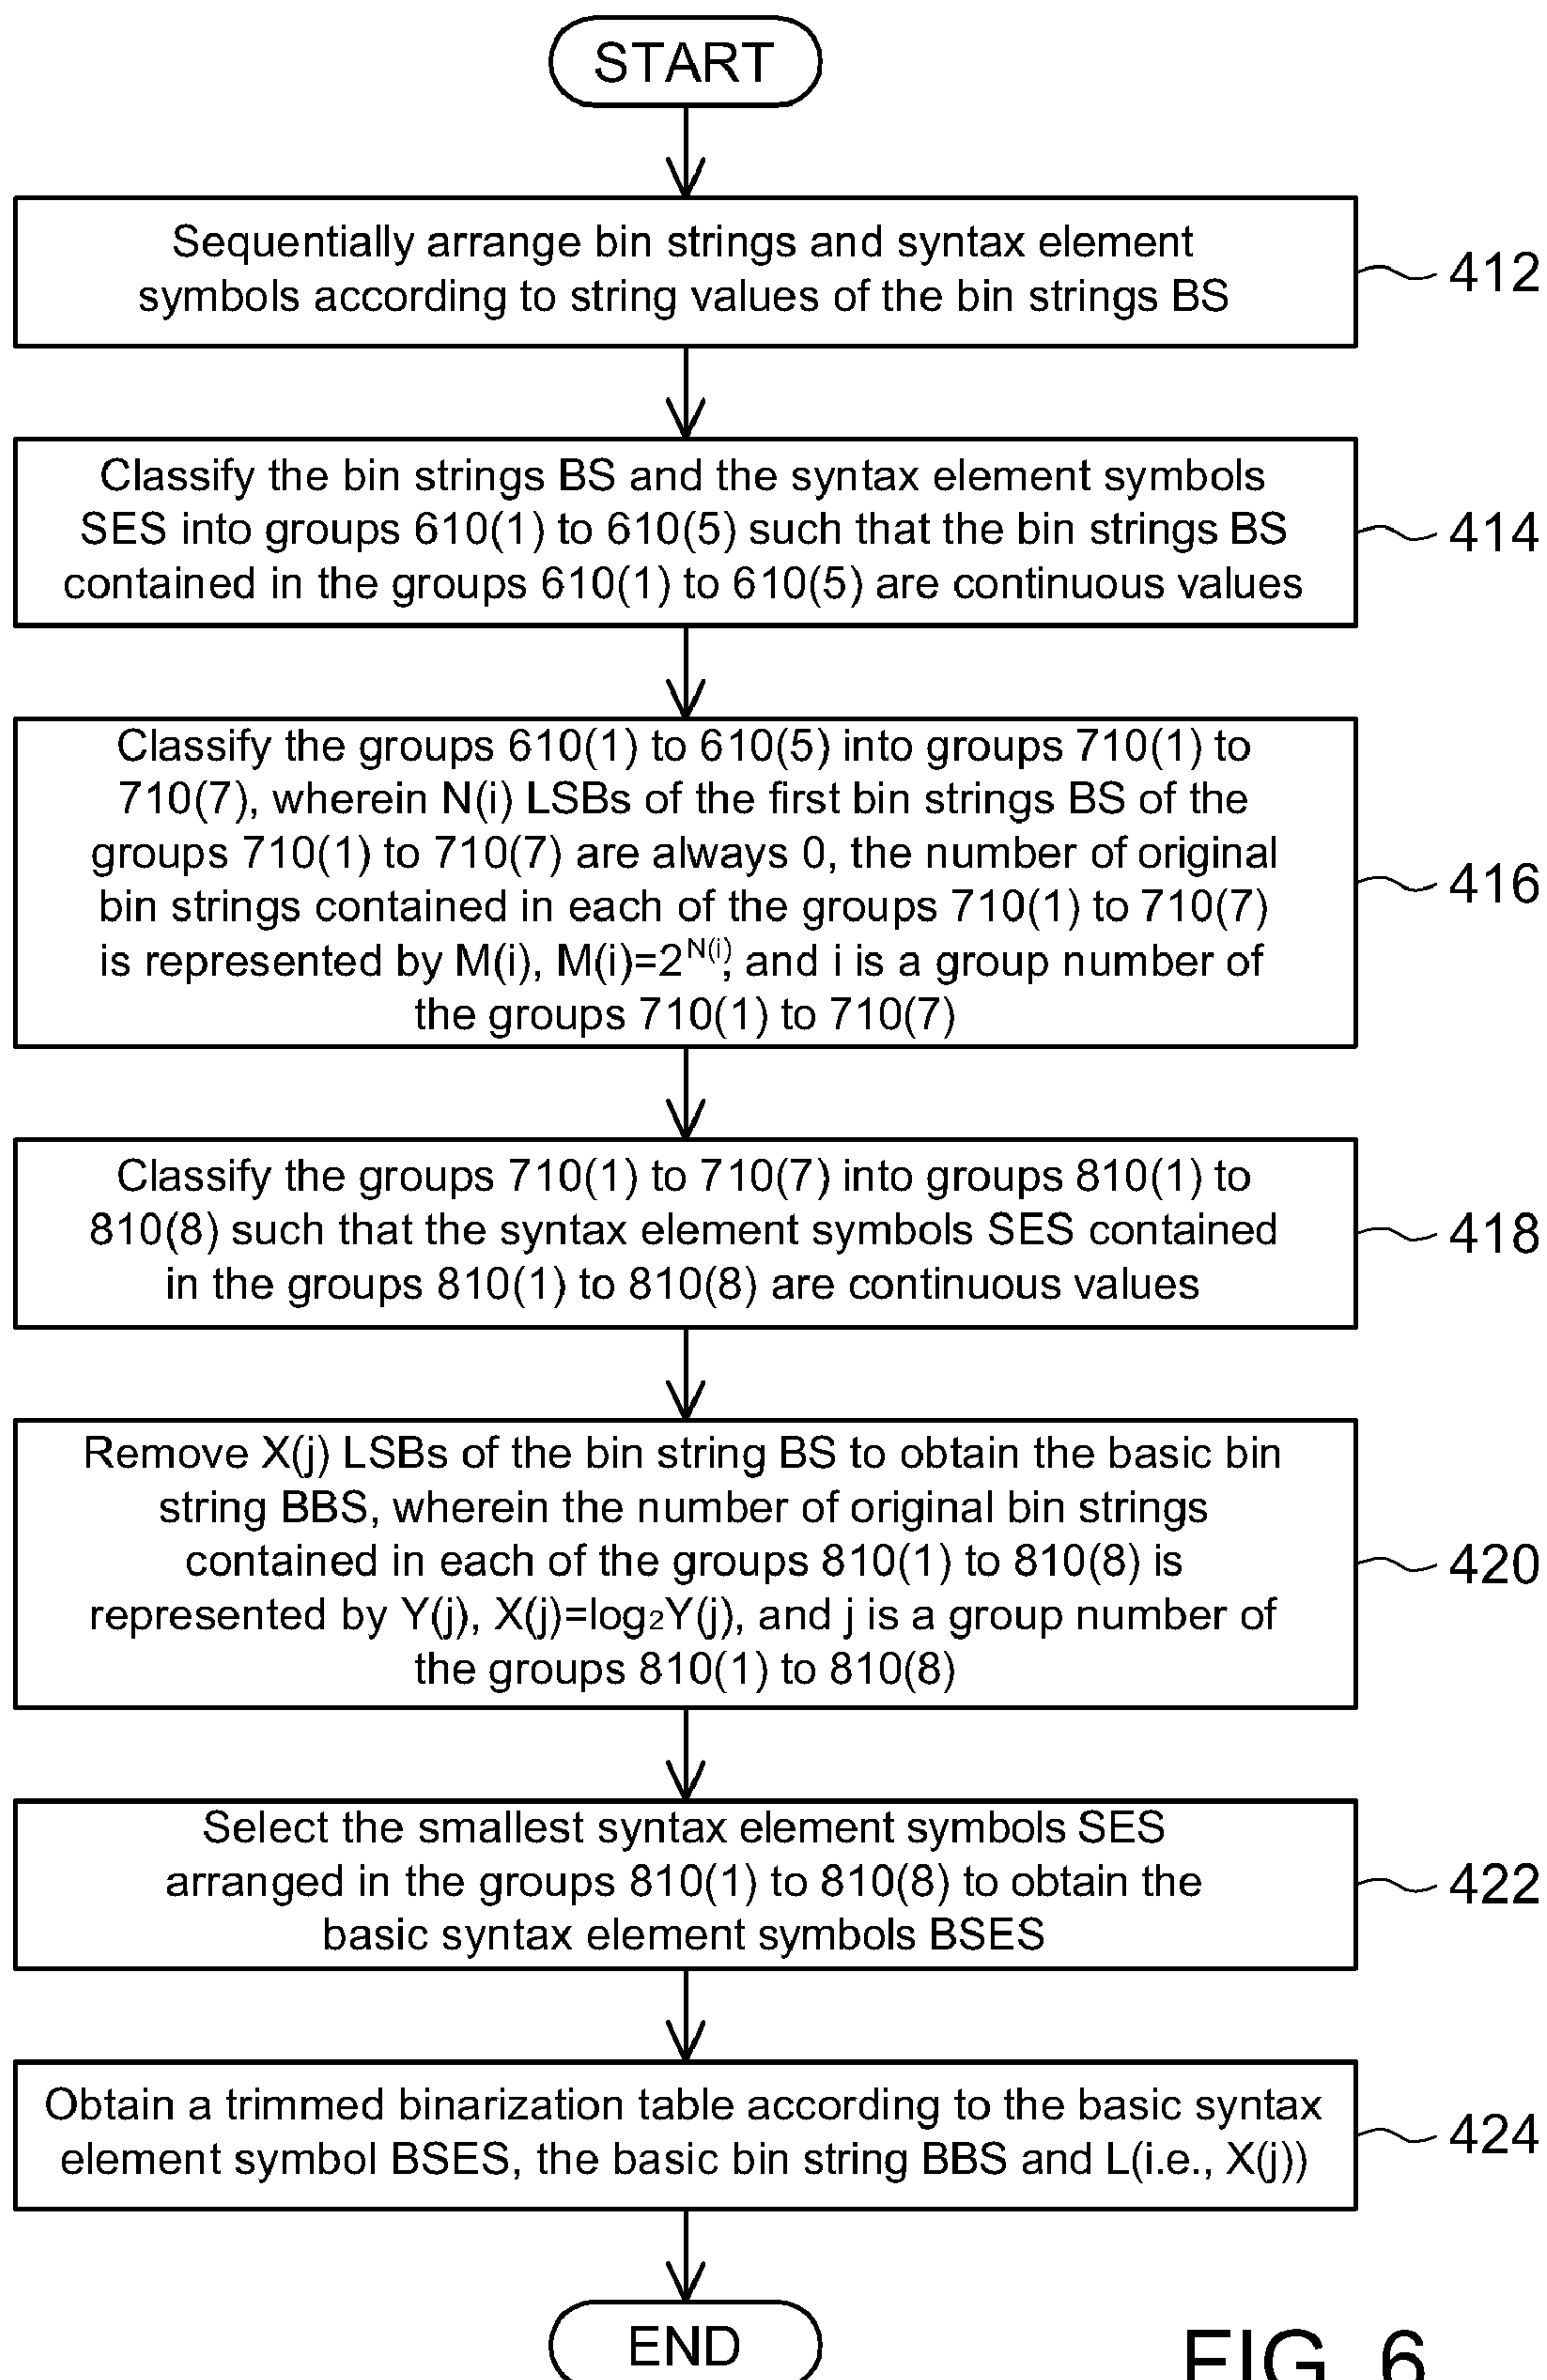 START
Sequentially arrange bin strings and syntax element
symbols according to string values of the bin strings BS
412
Classify the bin strings BS and the syntax element symbols
SES into groups 610(1) to 610(5) such that the bin strings BS
contained in the groups 610(1) to 610(5) are continuous values
414
Classify the groups 610(1) to 610(5) into groups 710(1) to
710(7), wherein N(i) LSBs of the first bin strings BS of the
groups 710(1) to 710(7) are always 0, the number of original
bin strings contained in each of the groups 710(1) to 710(7)
is represented by M(i), M(i)=2^N(i), and i is a group number of
the groups 710(1) to 710(7)
416
Classify the groups 710(1) to 710(7) into groups 810(1) to
810(8) such that the syntax element symbols SES contained
in the groups 810(1) to 810(8) are continuous values
418
Remove X(j) LSBs of the bin string BS to obtain the basic bin
string BBS, wherein the number of original bin strings
contained in each of the groups 810(1) to 810(8) is
represented by Y(j), X(j)=log₂Y(j), and j is a group number of
the groups 810(1) to 810(8)
420
Select the smallest syntax element symbols SES
arranged in the groups 810(1) to 810(8) to obtain the
basic syntax element symbols BSES
422
Obtain a trimmed binarization table according to the basic syntax
element symbol BSES, the basic bin string BBS and L(i.e., X(j))
424
END
FIG. 6